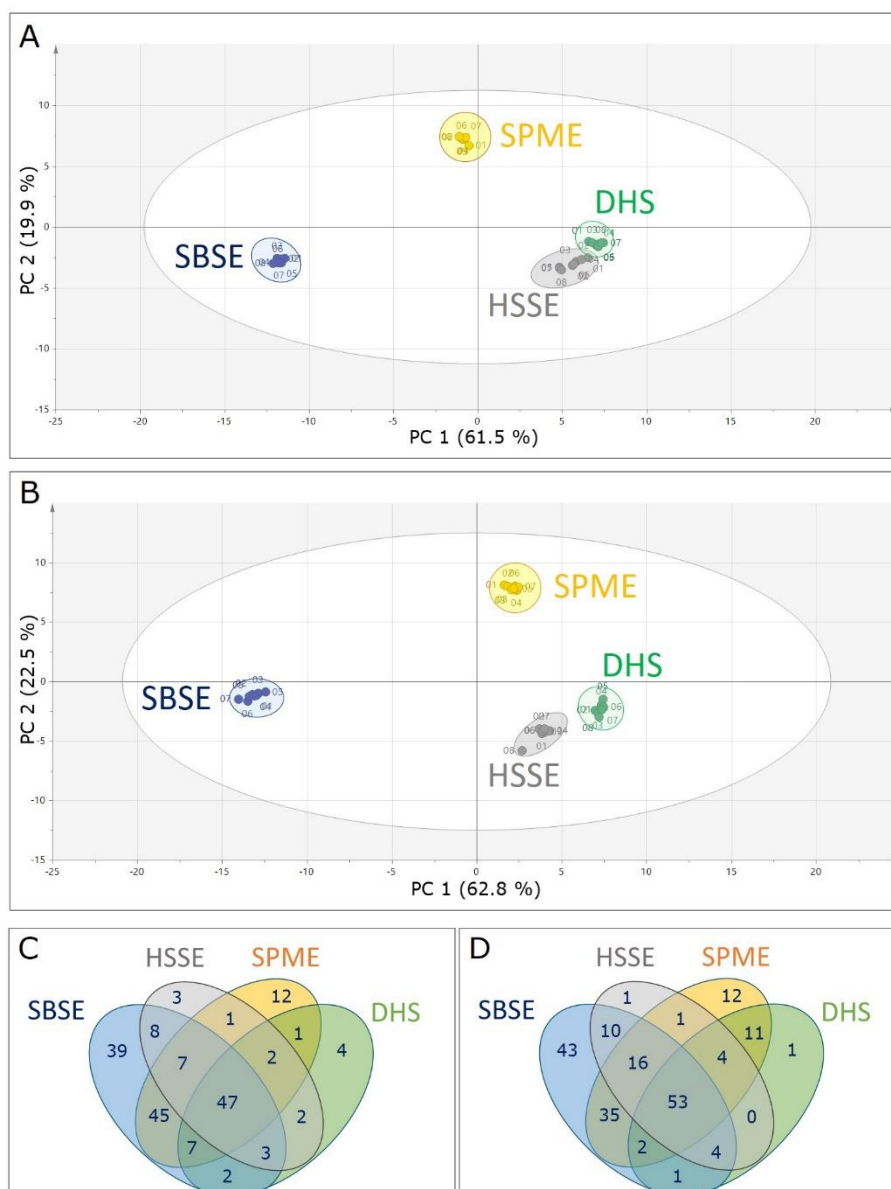 A
10
5
0
-5
-10
-15
PC 2 (19.9 %)
SPME
DHS
SBSE
HSSE
-25 -20 -15 -10 -5 0 5 10 15 20
PC 1 (61.5 %)
B
10
5
0
-5
-10
-15
PC 2 (22.5 %)
SPME
DHS
SBSE
HSSE
-25 -20 -15 -10 -5 0 5 10 15 20
PC 1 (62.8 %)
C
HSSE SPME
SBSE DHS
3 12
39 8 1 1 4
7 2
45 47 2
7 3
2
D
HSSE SPME
SBSE DHS
1 12
43 10 1 11 1
16 4
35 53 0
2 4
1